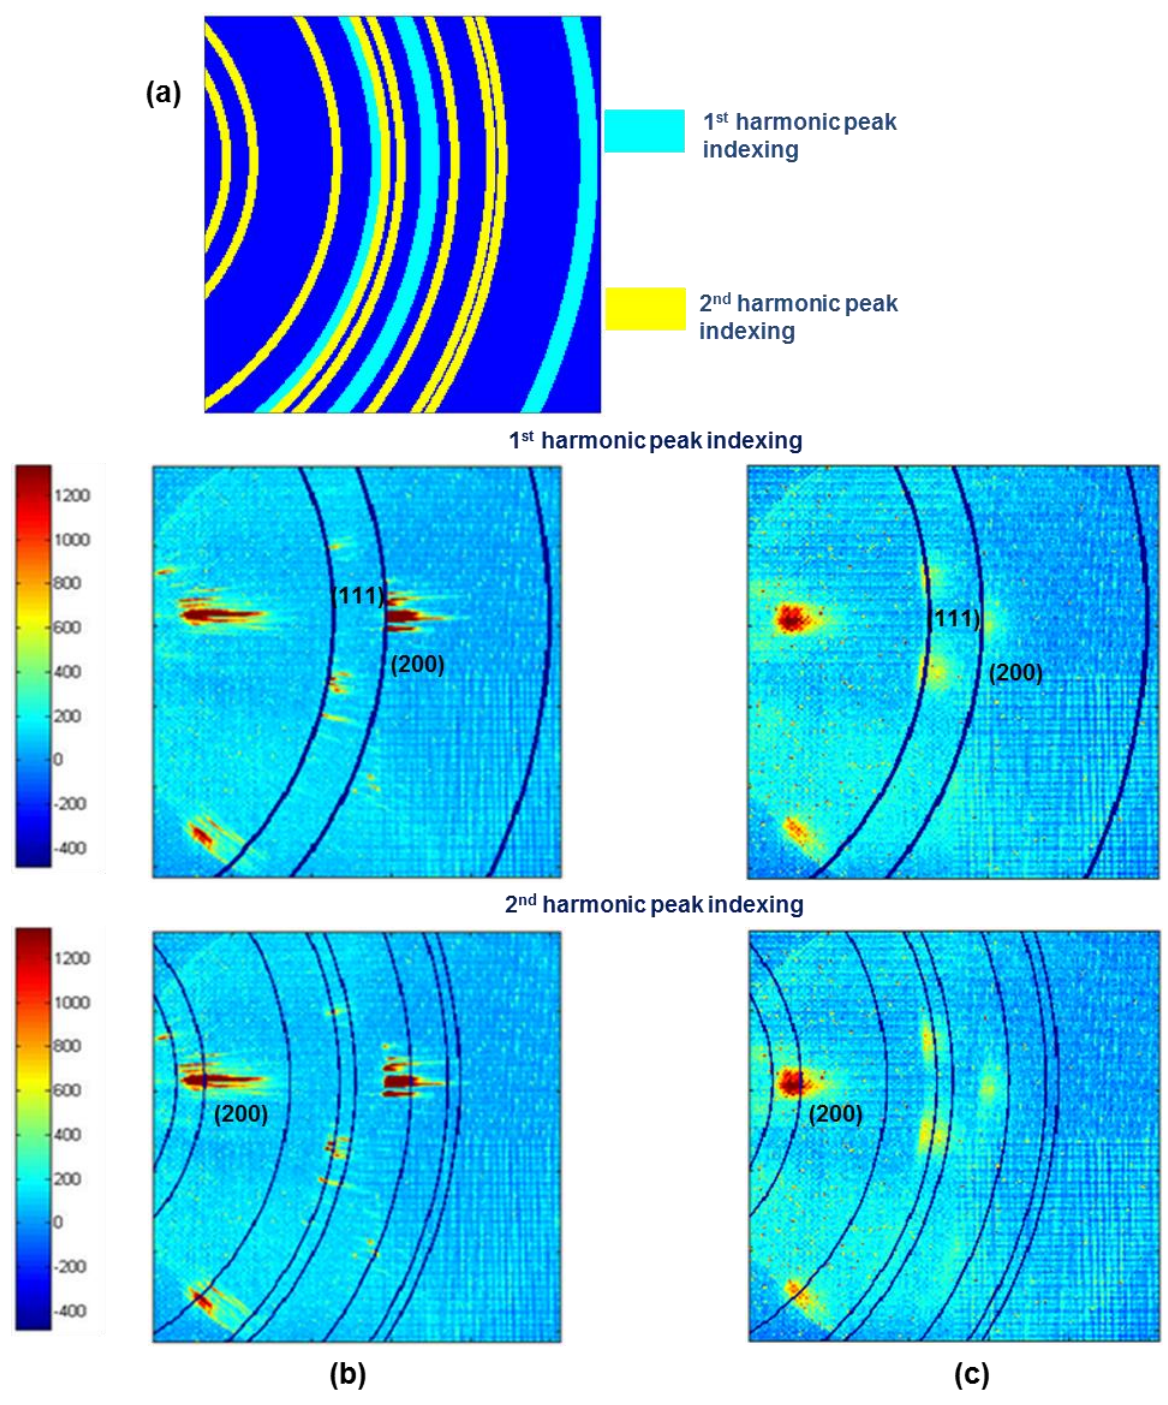 (a)
1st harmonic peak
indexing
2nd harmonic peak
indexing
1st harmonic peak indexing
1200
1000
800
600
400
200
0
-200
-400
(111)
(200)
(111)
(200)
2nd harmonic peak indexing
1200
1000
800
600
400
200
0
-200
-400
(200)
(200)
(b)
(c)